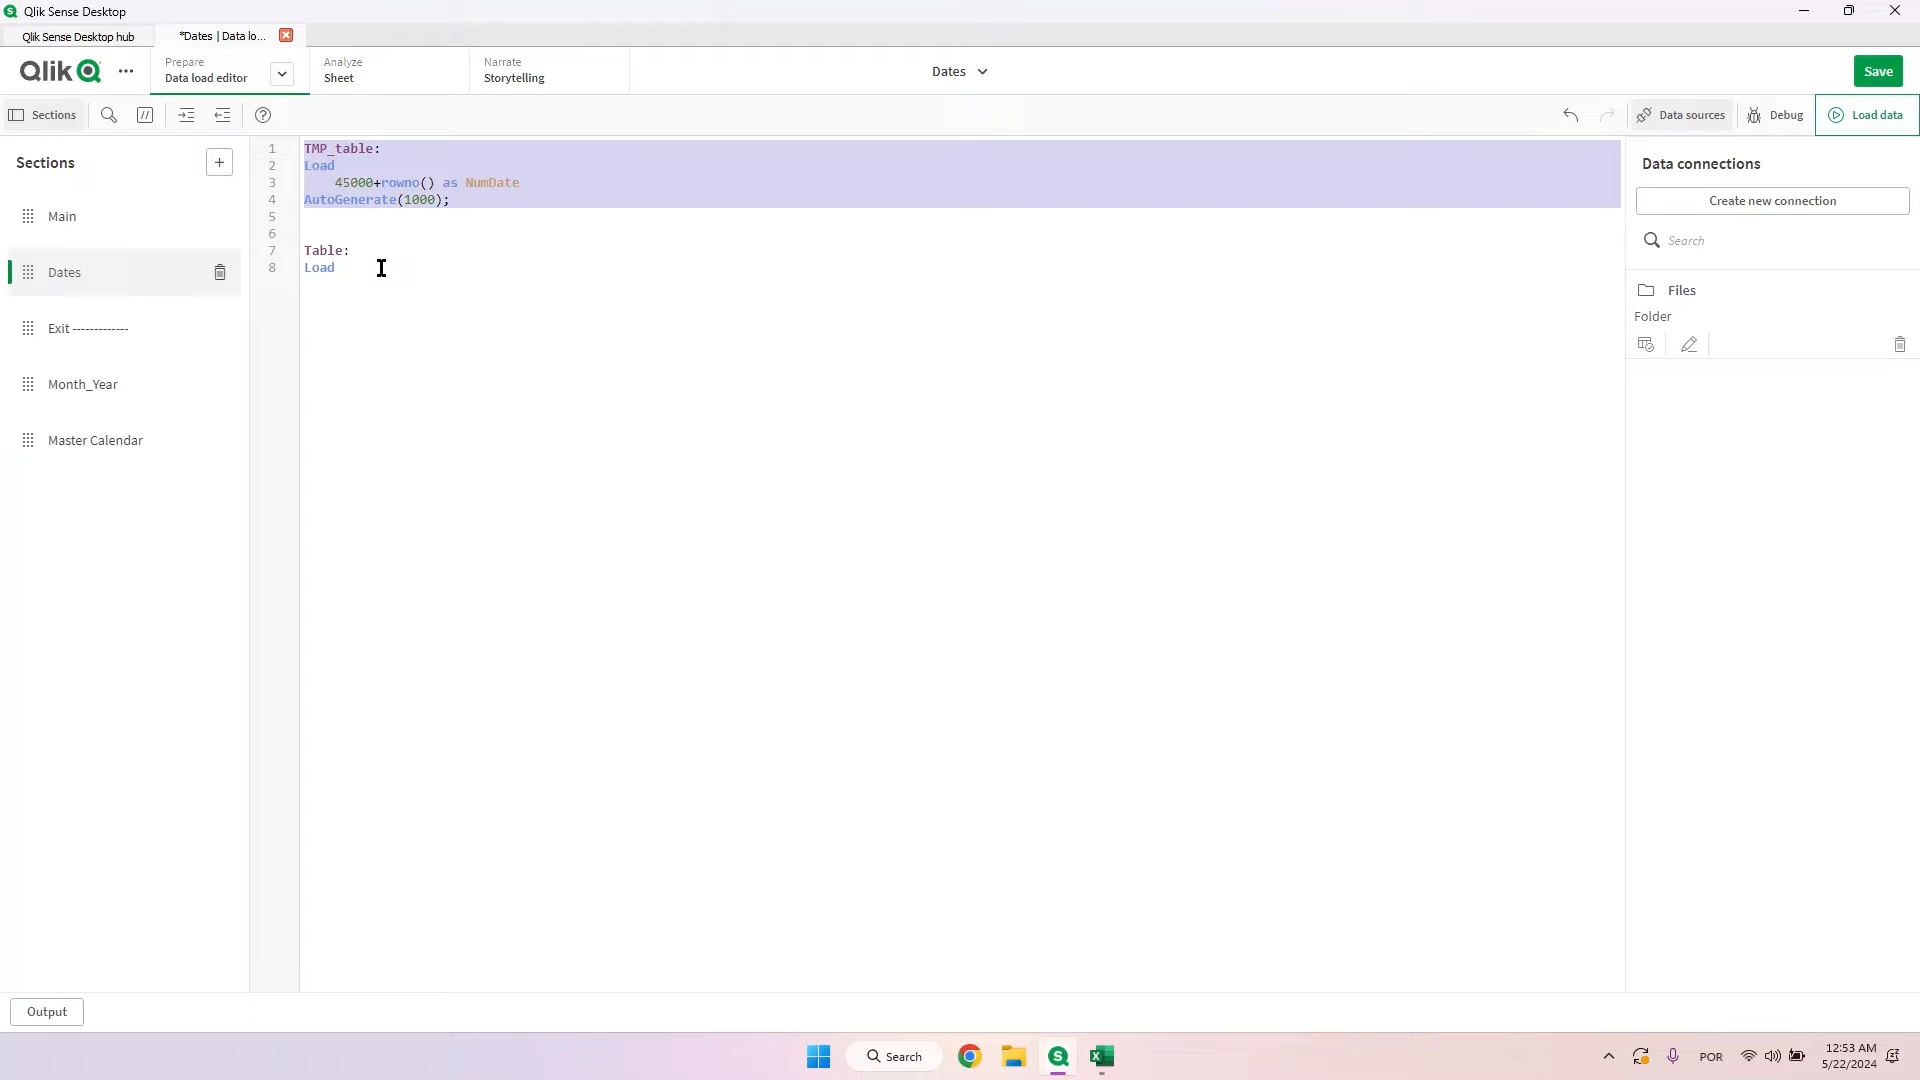 Qlik Sense Desktop
Qlik Sense Desktop hub
*Dates | Data lo...
Qlik
Prepare
Data load editor
Analyze
Sheet
Narrate
Storytelling
Dates
Save
Sections
Data sources
Debug
Load data
Sections
Main
Dates
Exit -------------
Month_Year
Master Calendar
1 TMP_table:
2 Load
3 45000+rowno() as NumDate
4 AutoGenerate(1000);
5
6
7 Table:
8 Load
Data connections
Create new connection
Search
Files
Folder
Output
Search
POR
12:53 AM
5/22/2024